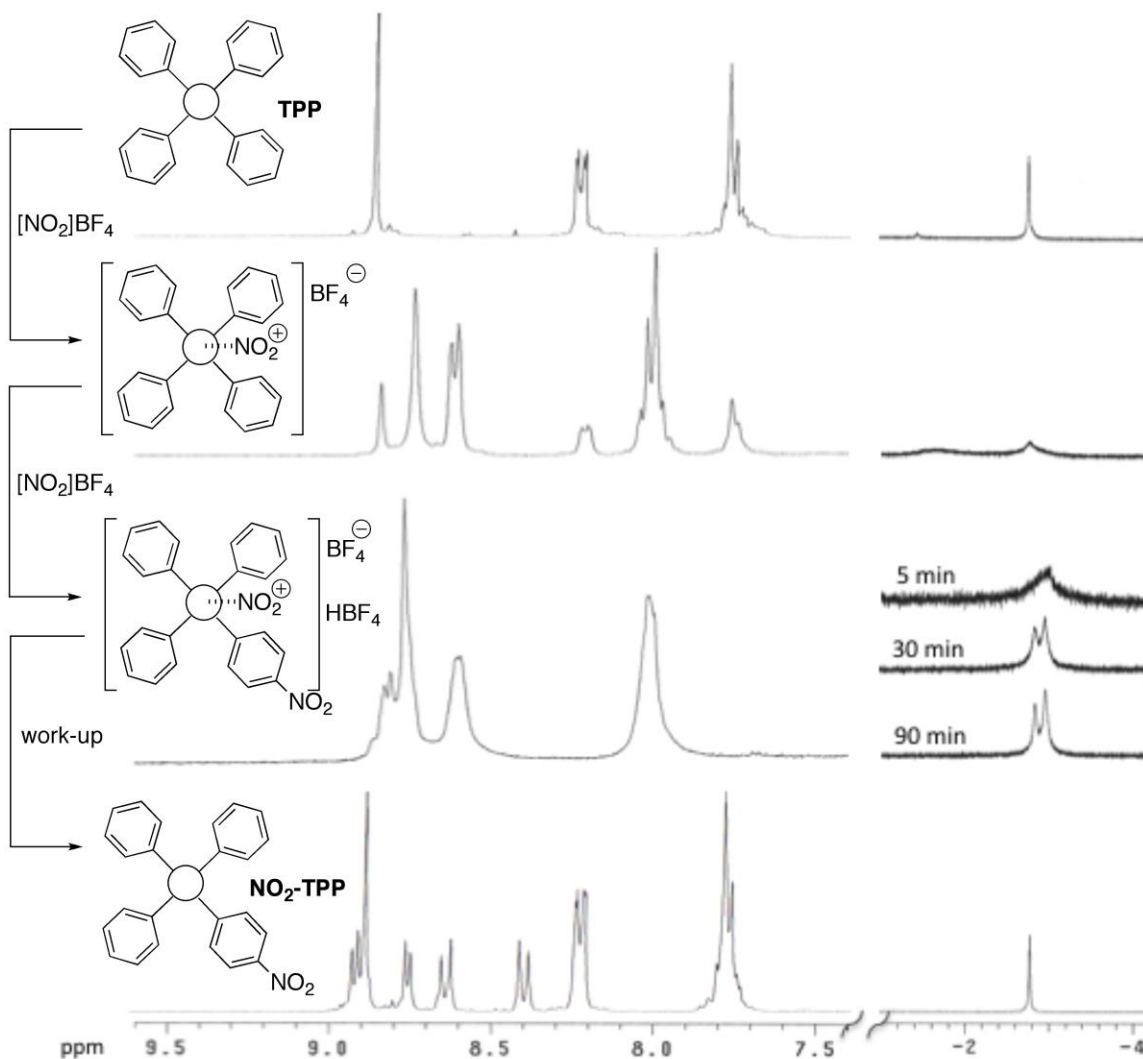 TPP
[NO₂]BF₄
BF₄⊖
NO₂⊕
[NO₂]BF₄
BF₄⊖
NO₂⊕
HBF₄
NO₂
5 min
30 min
90 min
work-up
NO₂-TPP
NO₂
ppm 9.5 9.0 8.5 8.0 7.5 -2 -4